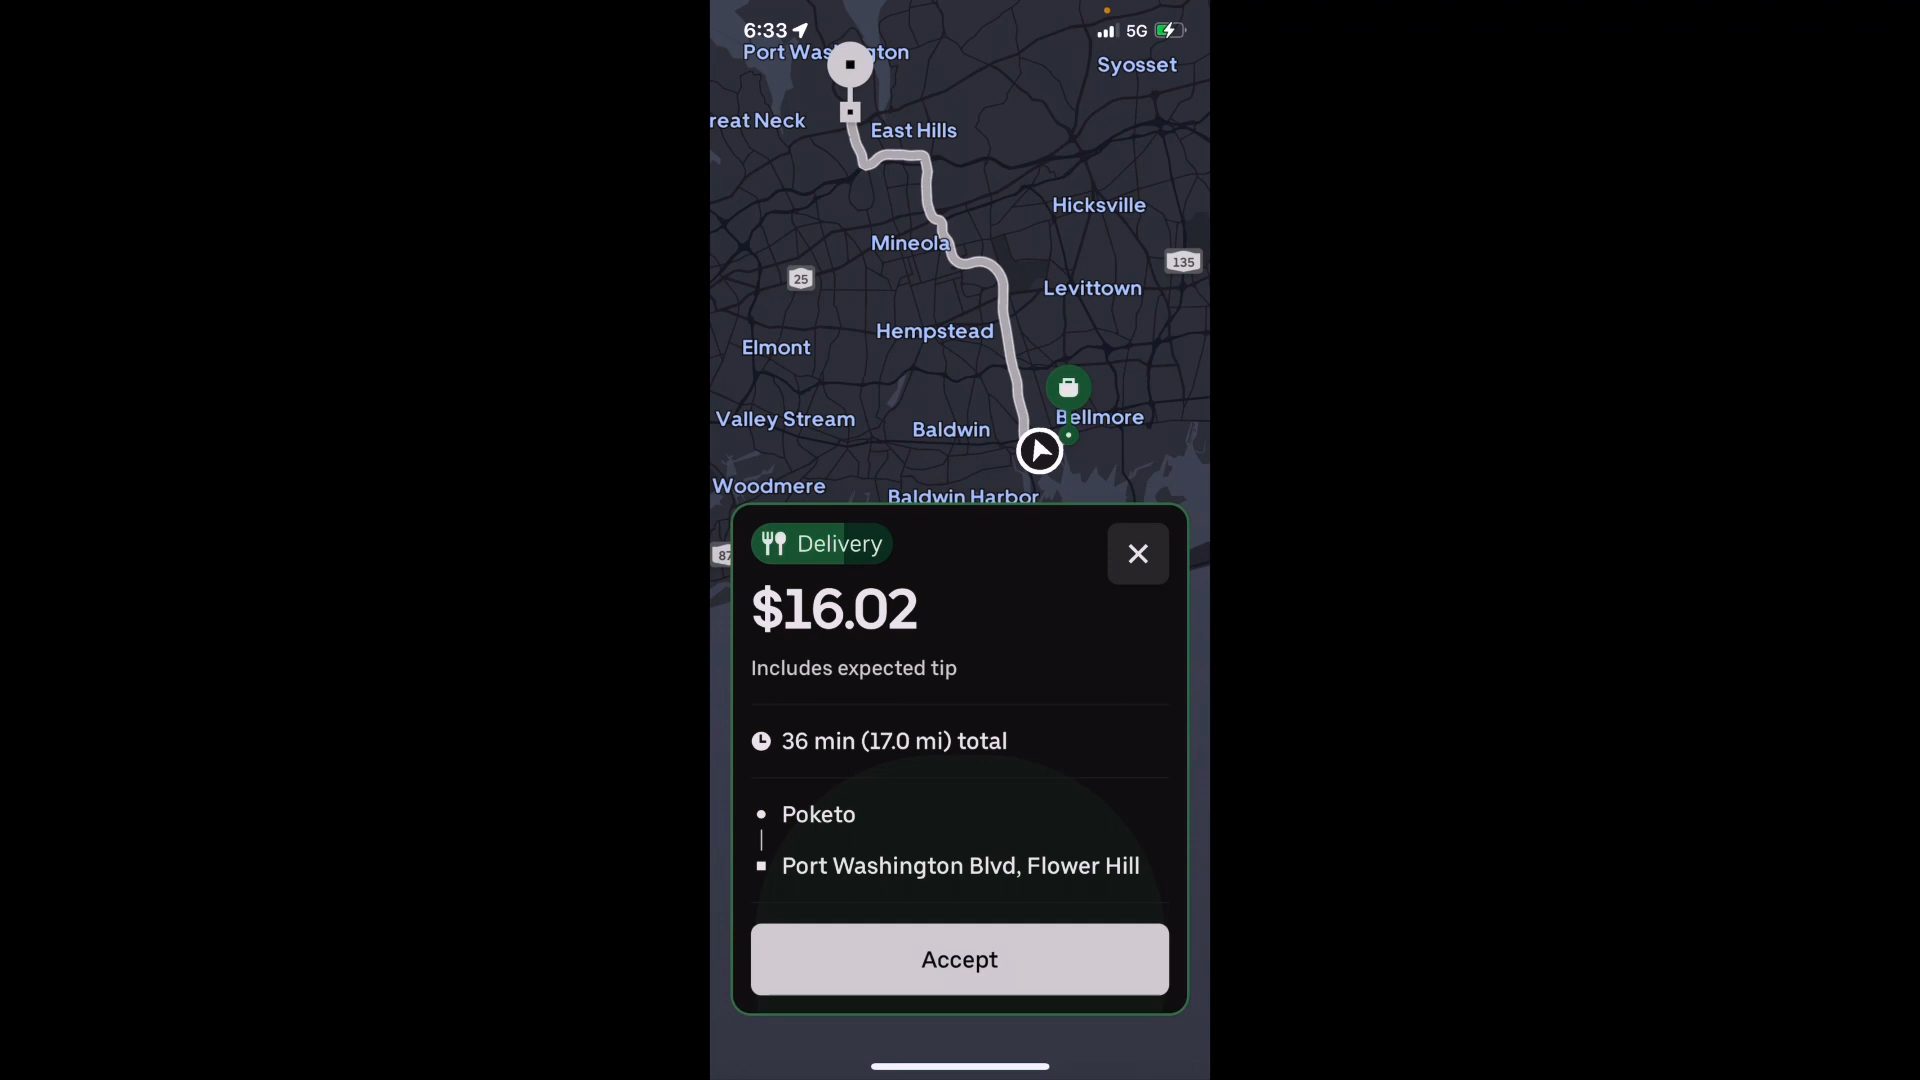 6:33
5G
Port Washington
Syosset
reat Neck
East Hills
Hicksville
Mineola
135
25
Levittown
Hempstead
Elmont
Bellmore
Valley Stream
Baldwin
Woodmere
Baldwin Harbor
87
Delivery
$16.02
Includes expected tip
36 min (17.0 mi) total
Poketo
Port Washington Blvd, Flower Hill
Accept